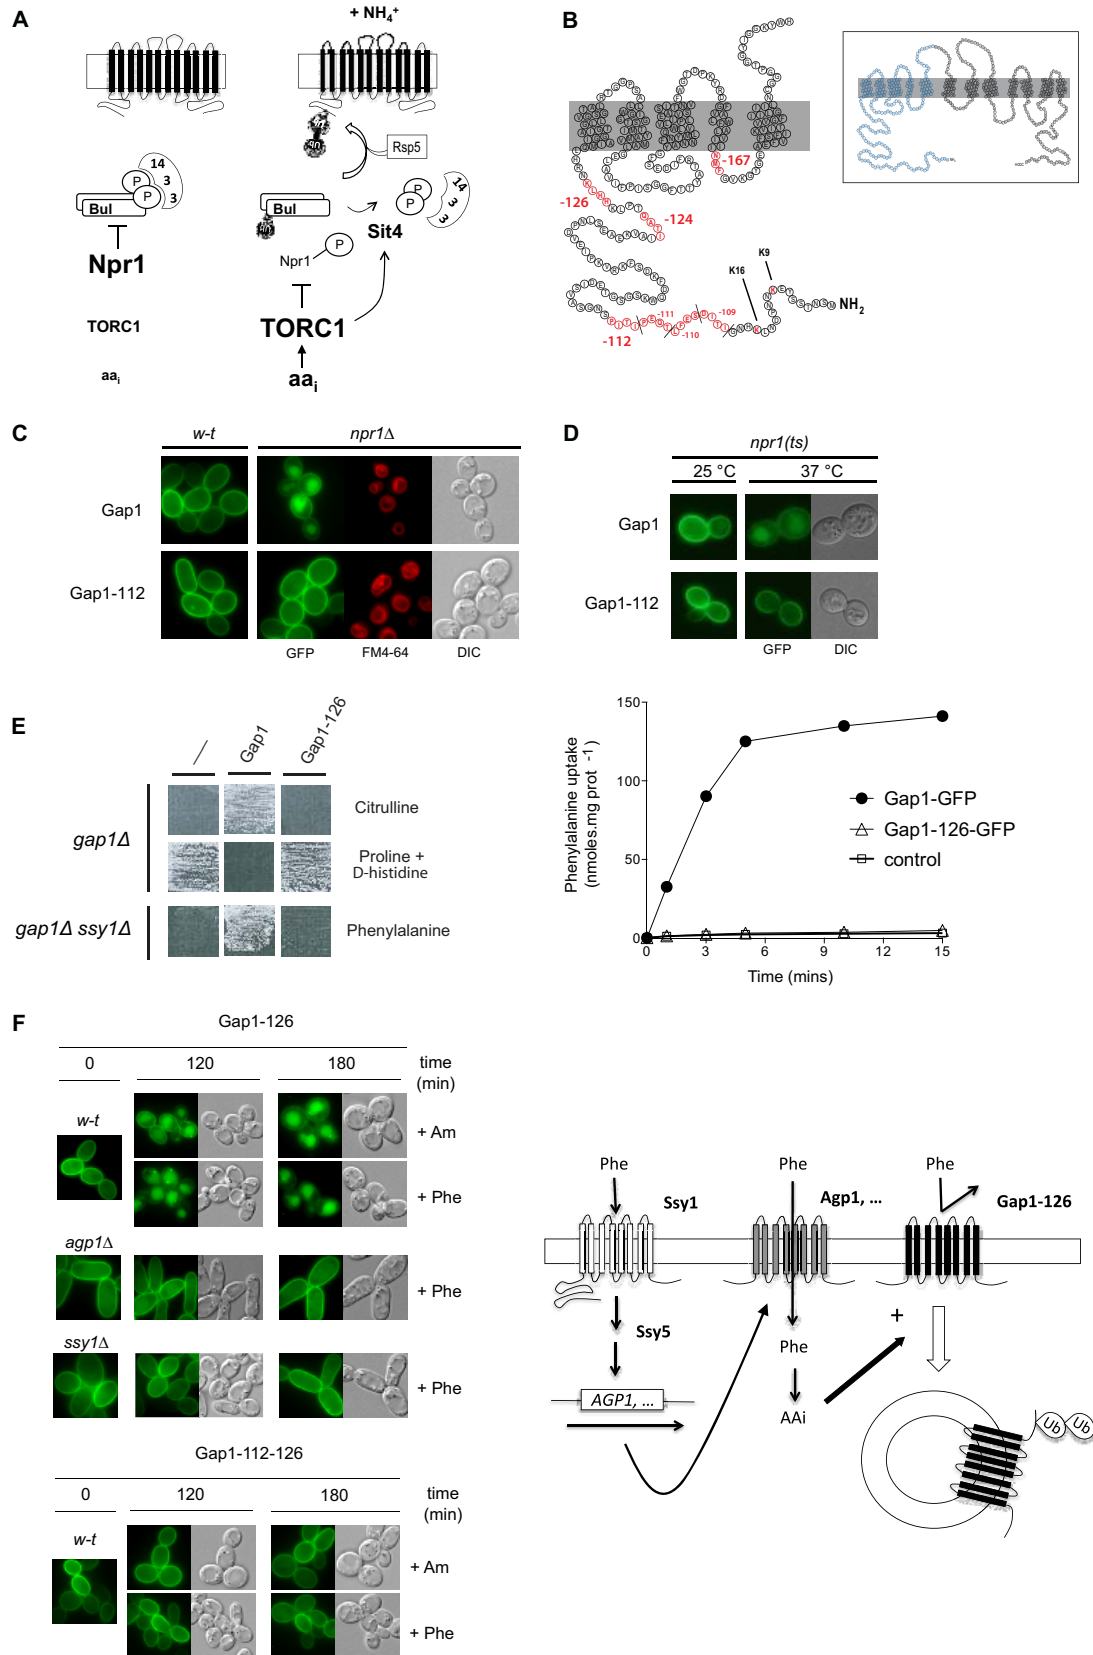 A
+ NH4+
B
Rsp5
14
3
3
P
P
Bul
Npr1
TORC1
aai
Ub
Ub
P
P
14
3
3
Bul
Sit4
Npr1
P
TORC1
aai
-167
-126
-124
K9
K16
NH2
-111
-109
-110
-112
C
w-t
npr1Δ
Gap1
Gap1-112
GFP
FM4-64
DIC
D
npr1(ts)
25 °C
37 °C
Gap1
Gap1-112
GFP
DIC
E
/
Gap1
Gap1-126
gap1Δ
Citrulline
Proline +
D-histidine
gap1Δ ssy1Δ
Phenylalanine
Phenylalanine uptake
(nmoles.mg prot -1)
150
100
50
0
0
3
6
9
12
15
Time (mins)
Gap1-GFP
Gap1-126-GFP
control
F
Gap1-126
0
120
180
time
(min)
w-t
+ Am
+ Phe
agp1Δ
+ Phe
ssy1Δ
+ Phe
Gap1-112-126
0
120
180
time
(min)
w-t
+ Am
+ Phe
Phe
Ssy1
Phe
Agp1, ...
Phe
Gap1-126
Ssy5
AGP1, ...
Phe
AAi
+
Ub
Ub